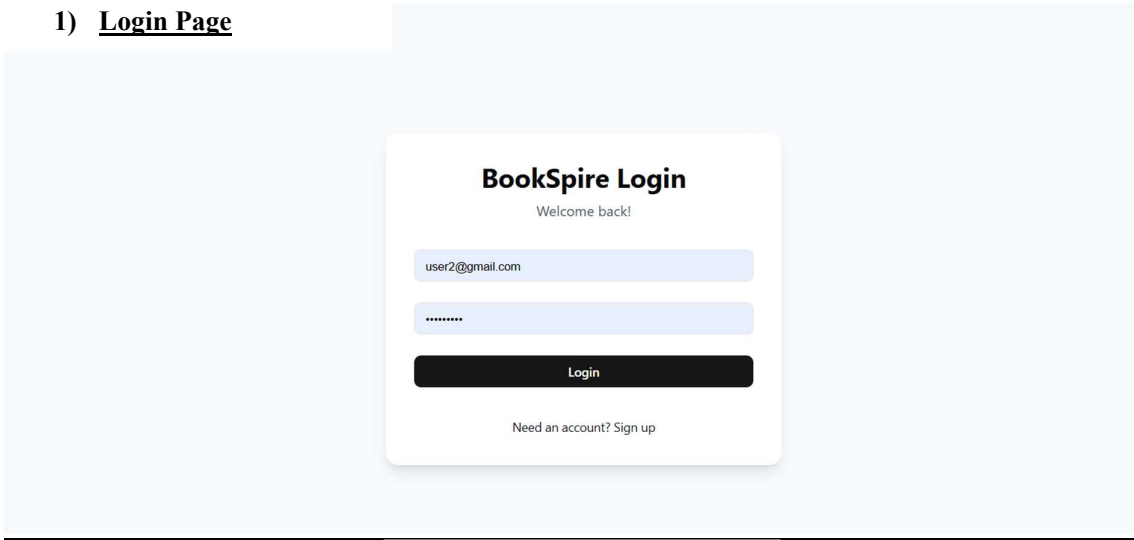 1) Login Page
BookSpire Login
Welcome back!
user2@gmail.com
•••••••••
Login
Need an account? Sign up